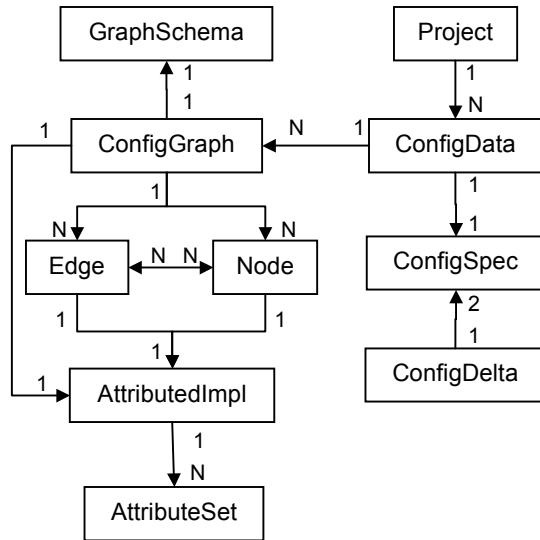 GraphSchema Project
1 1
1 N
1 N 1
ConfigGraph ConfigData
1 1
N N 1
Edge N N Node ConfigSpec
1 1 2
1 1
1 AttributedImpl ConfigDelta
1
N
AttributeSet